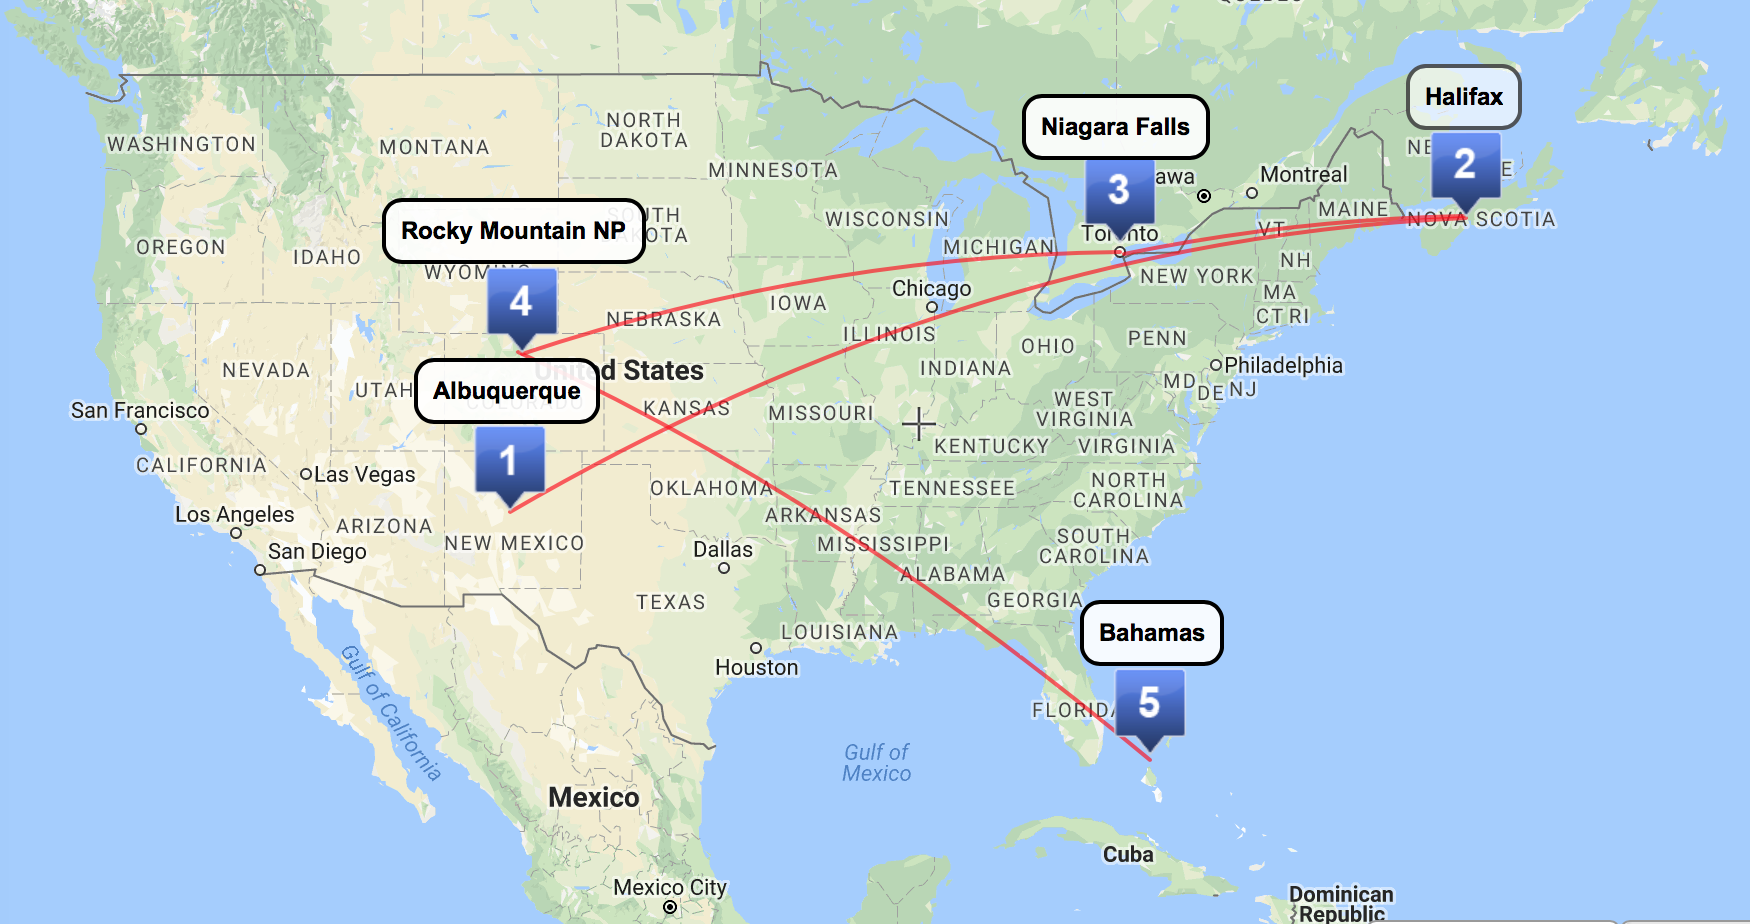 QUEBEC
Halifax
Niagara Falls
NORTH
DAKOTA
WASHINGTON
MONTANA
2
MINNESOTA
3
awa
Montreal
Rocky Mountain NP
WISCONSIN
MAINE
NOVA SCOTIA
SOUTH
DAKOTA
Toronto
VT
OREGON
IDAHO
MICHIGAN
NH
WYOMING
NEW YORK
4
Chicago
IOWA
MA
CT RI
NEBRASKA
ILLINOIS
OHIO
PENN
NEVADA
United States
INDIANA
Philadelphia
UTAH
Albuquerque
COLORADO
MD
DE
NJ
San Francisco
KANSAS
MISSOURI
WEST
VIRGINIA
KENTUCKY
VIRGINIA
CALIFORNIA
1
Las Vegas
OKLAHOMA
TENNESSEE
NORTH
CAROLINA
Los Angeles
ARIZONA
ARKANSAS
NEW MEXICO
San Diego
Dallas
MISSISSIPPI
SOUTH
CAROLINA
ALABAMA
TEXAS
GEORGIA
LOUISIANA
Bahamas
Houston
Gulf of California
FLORIDA
5
Gulf of
Mexico
Mexico
Cuba
Mexico City
Dominican
Republic